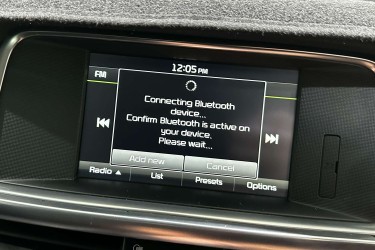 12:05 PM
FM
Connecting Bluetooth
device...
Confirm Bluetooth is active on
your device.
Please wait...
Add new Cancel
Radio List Presets Options